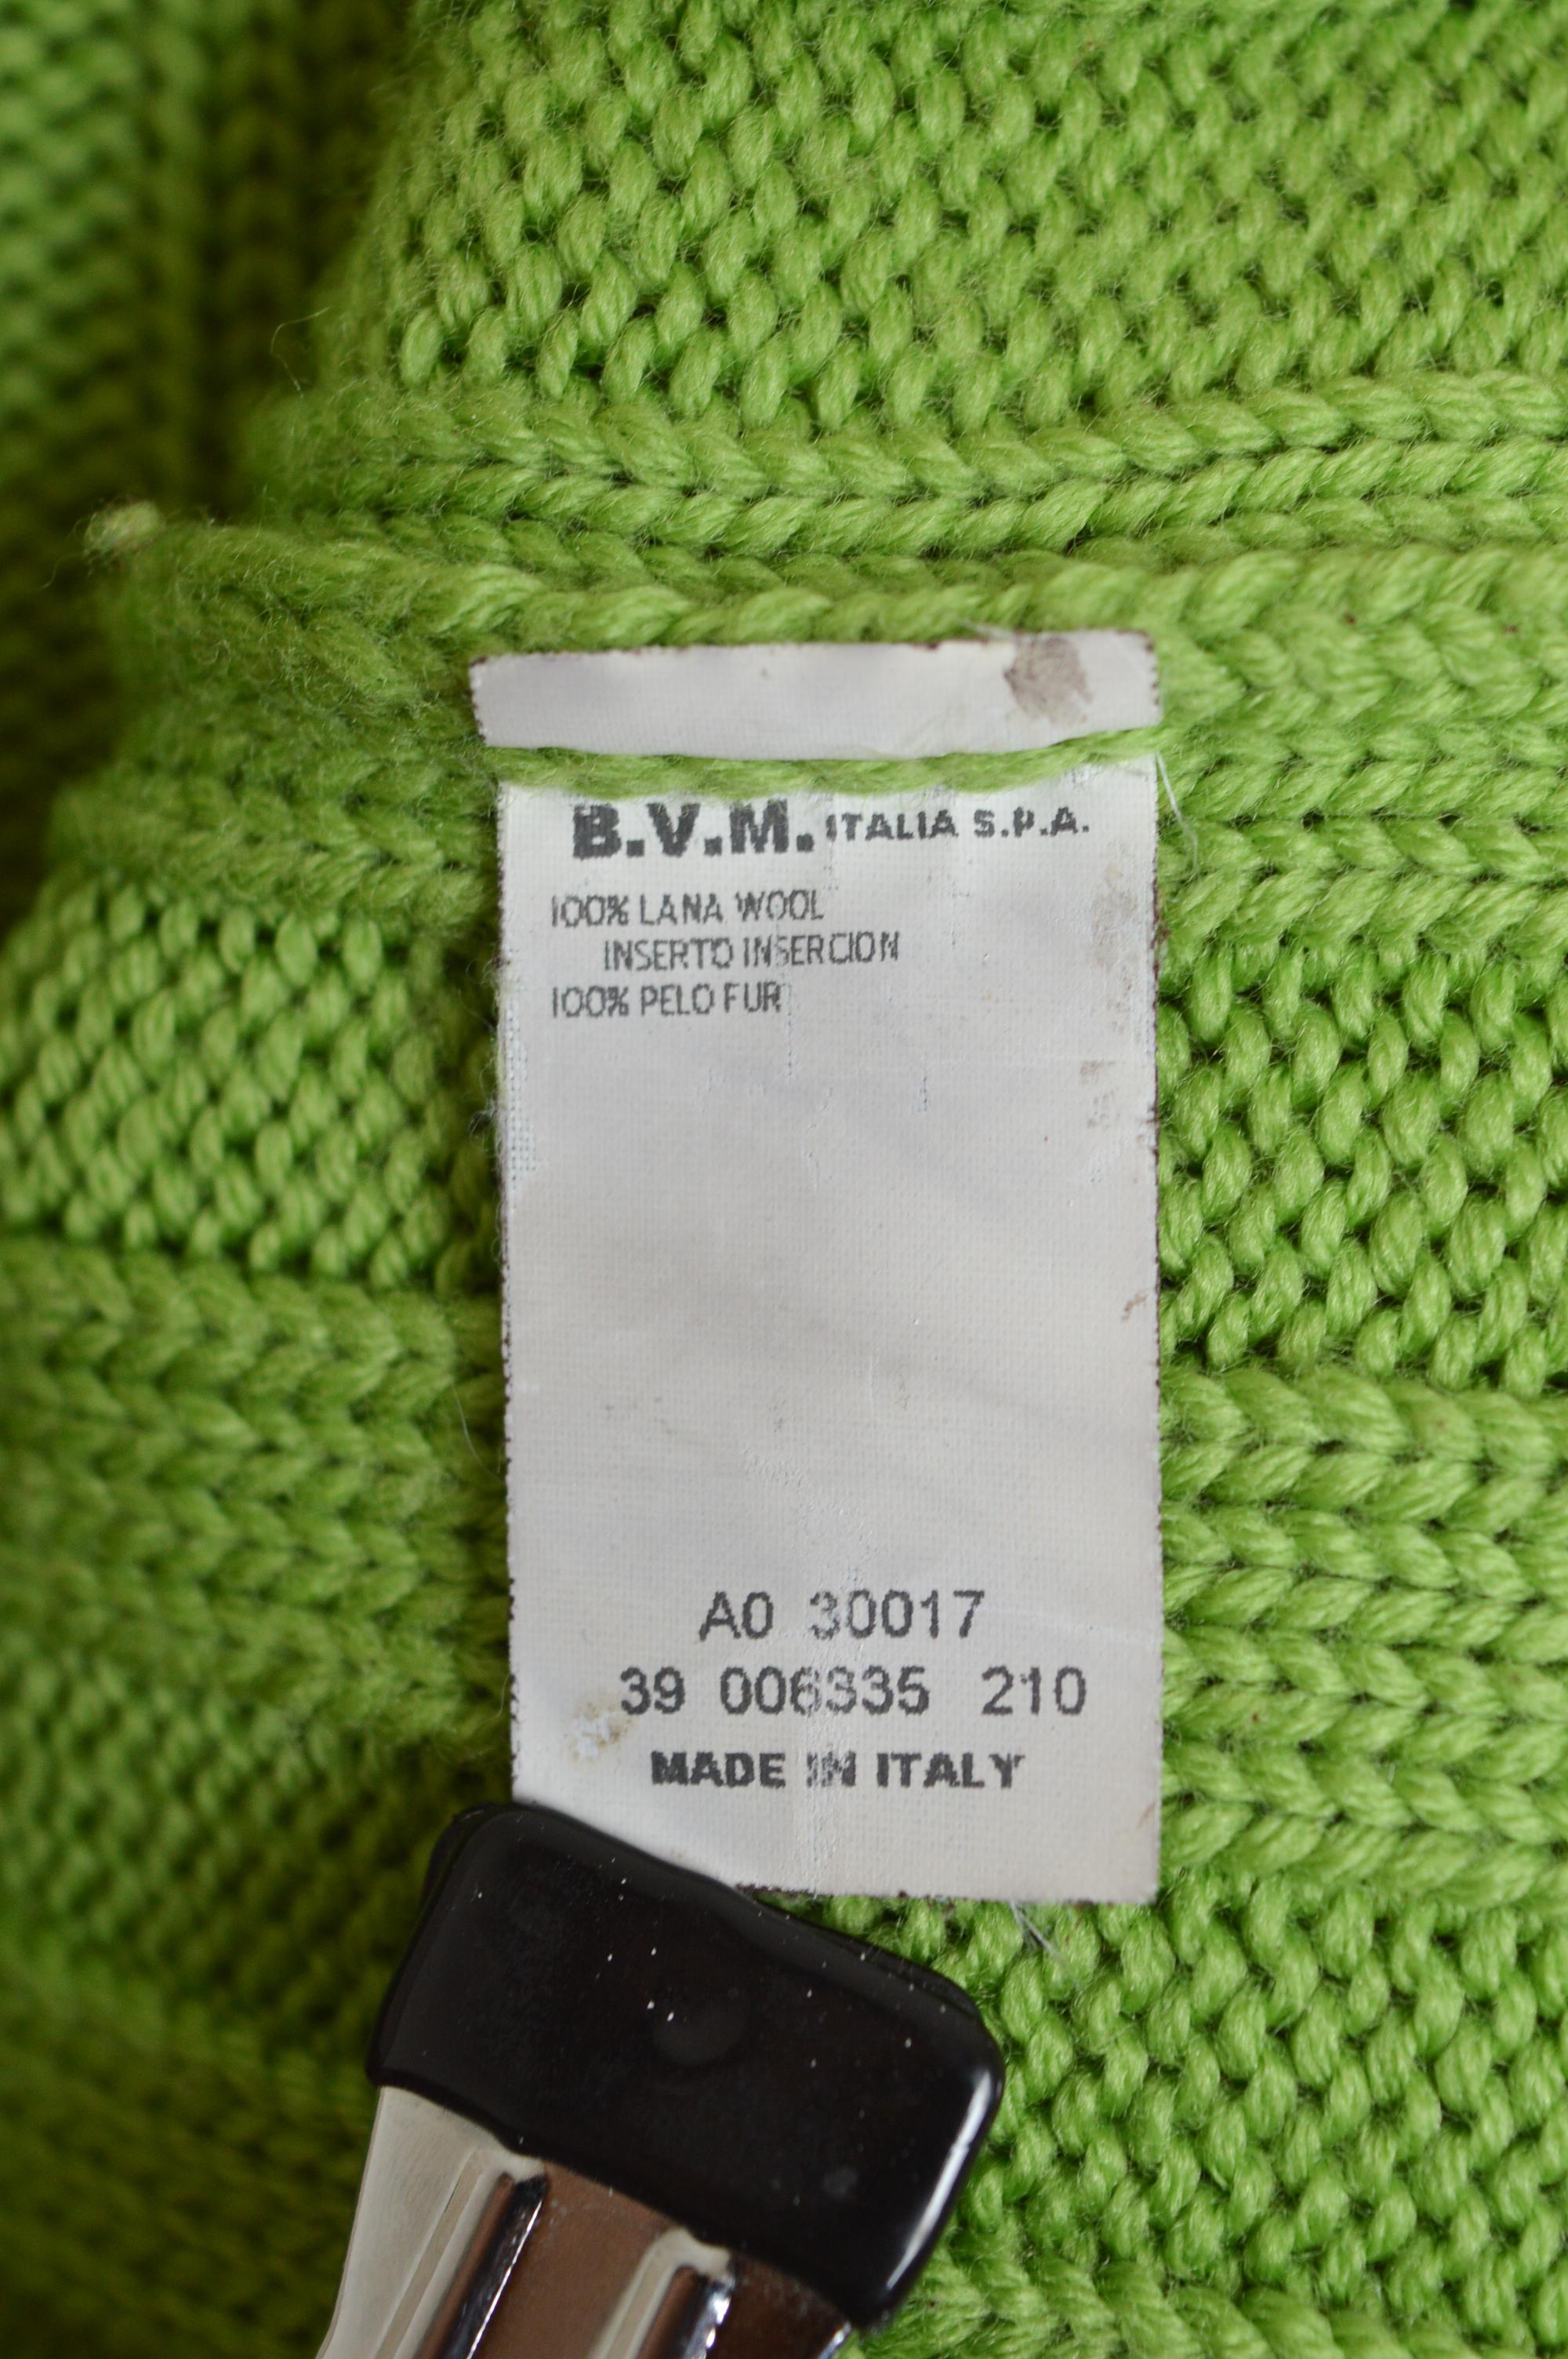 B.V.M. ITALIA S.P.A.
100% LANA WOOL
INSERTO INSERCION
100% PELO FUR
A0 30017
39 006335 210
MADE IN ITALY